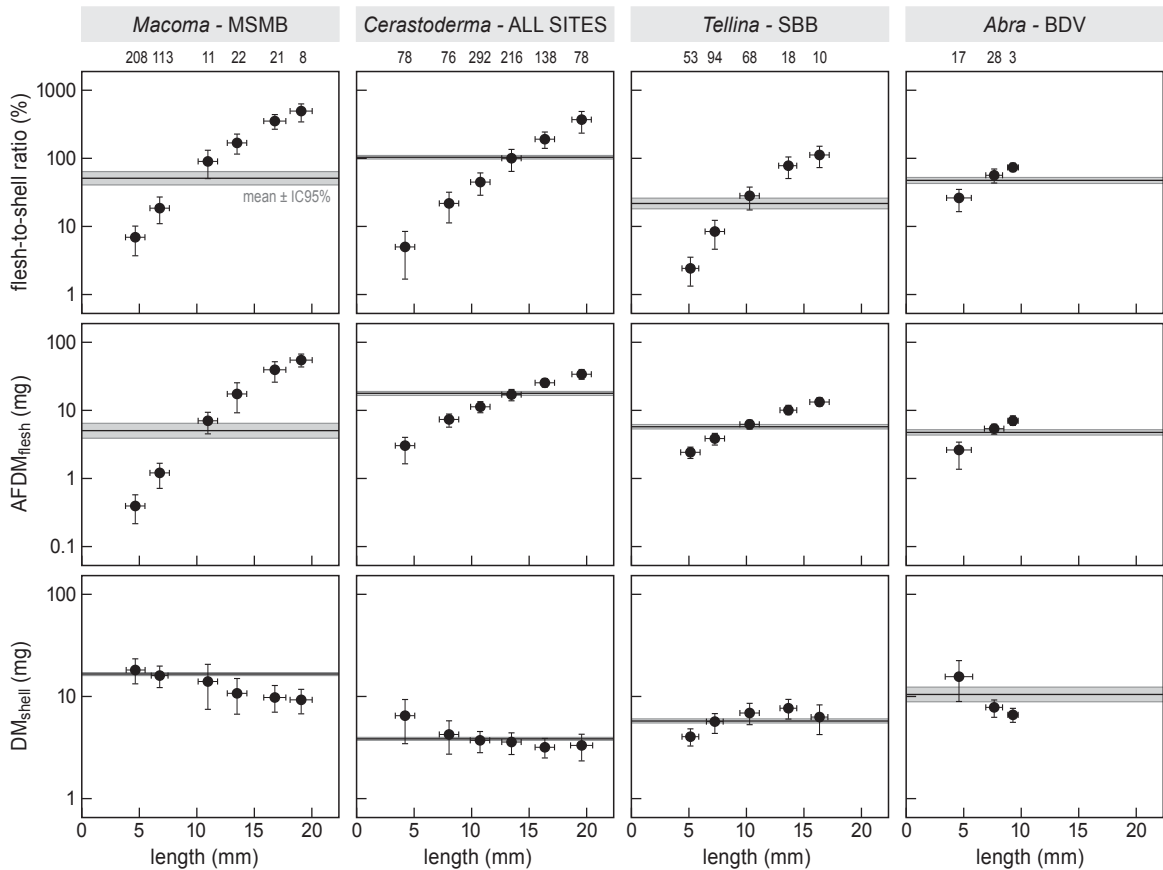 Macoma - MSMB Cerastoderma - ALL SITES Tellina - SBB Abra - BDV
208 113 11 22 21 8 78 76 292 216 138 78 53 94 68 18 10 17 28 3
flesh-to-shell ratio (%)
1000
100
10
1
mean ± IC95%
AFDMflesh (mg)
100
10
1
0.1
DMshell (mg)
100
10
1
0 5 10 15 20 0 5 10 15 20 0 5 10 15 20 0 5 10 15 20
length (mm) length (mm) length (mm) length (mm)